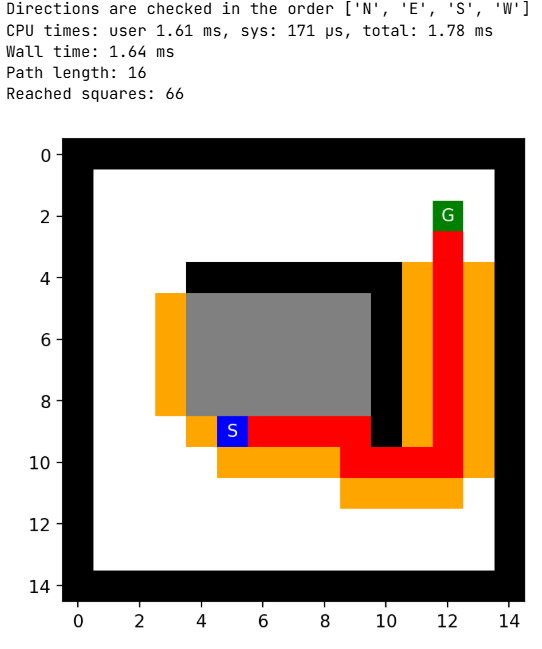 Directions are checked in the order ['N', 'E', 'S', 'W']
CPU times: user 1.61 ms, sys: 171 µs, total: 1.78 ms
Wall time: 1.64 ms
Path length: 16
Reached squares: 66
0
2
G
4
6
8
S
10
12
14
0 2 4 6 8 10 12 14